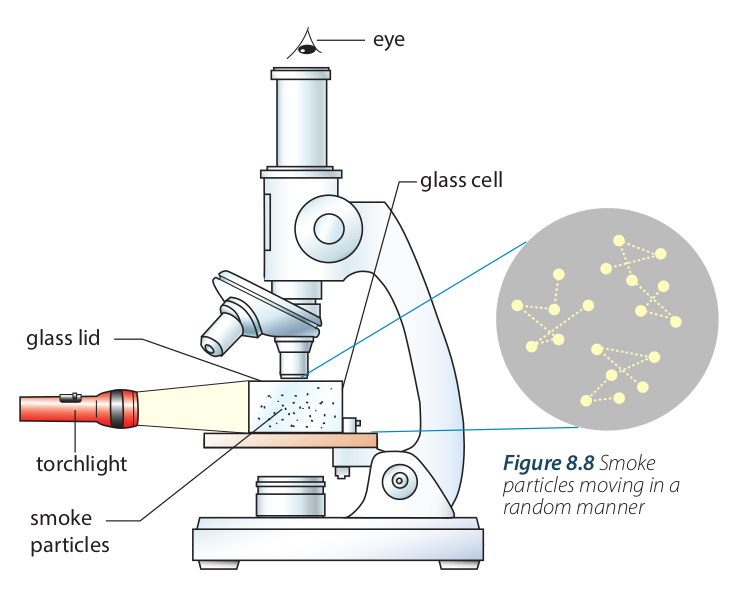 eye
glass cell
glass lid
torchlight
smoke
particles
Figure 8.8 Smoke
particles moving in a
random manner